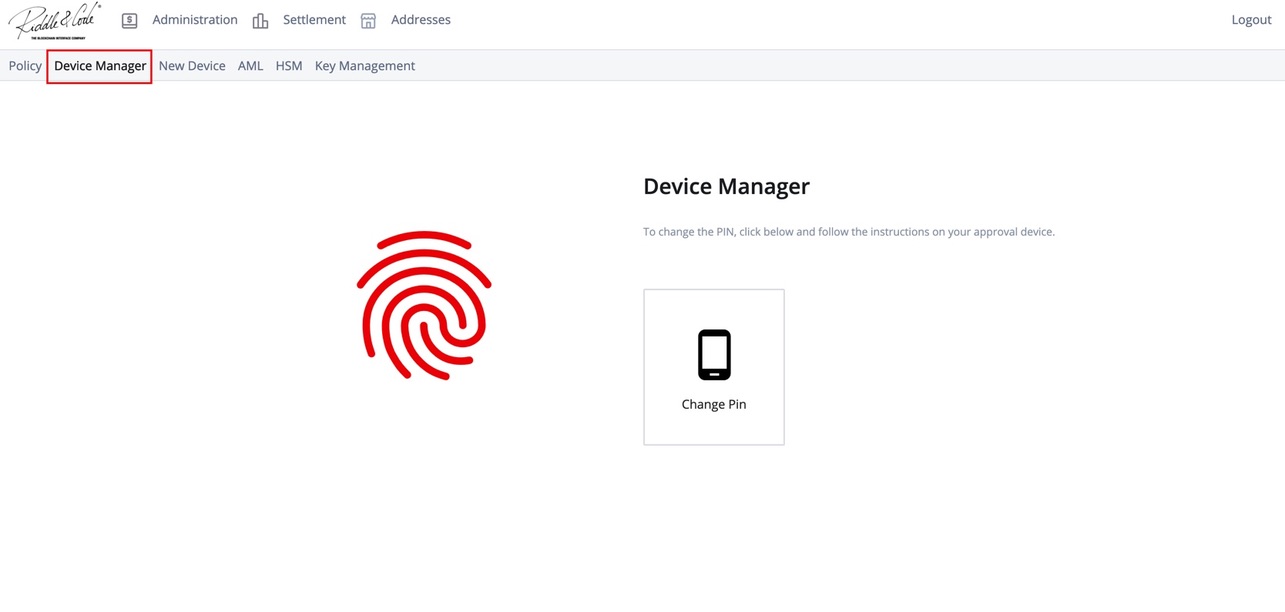 Riddle & Code
THE BLOCKCHAIN INTERFACE COMPANY
Administration Settlement Addresses Logout
Policy Device Manager New Device AML HSM Key Management
Device Manager
To change the PIN, click below and follow the instructions on your approval device.
Change Pin